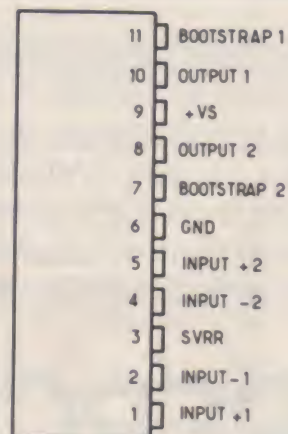 11 BOOTSTRAP 1
10 OUTPUT 1
9 +VS
8 OUTPUT 2
7 BOOTSTRAP 2
6 GND
5 INPUT +2
4 INPUT -2
3 SVRR
2 INPUT-1
1 INPUT +1